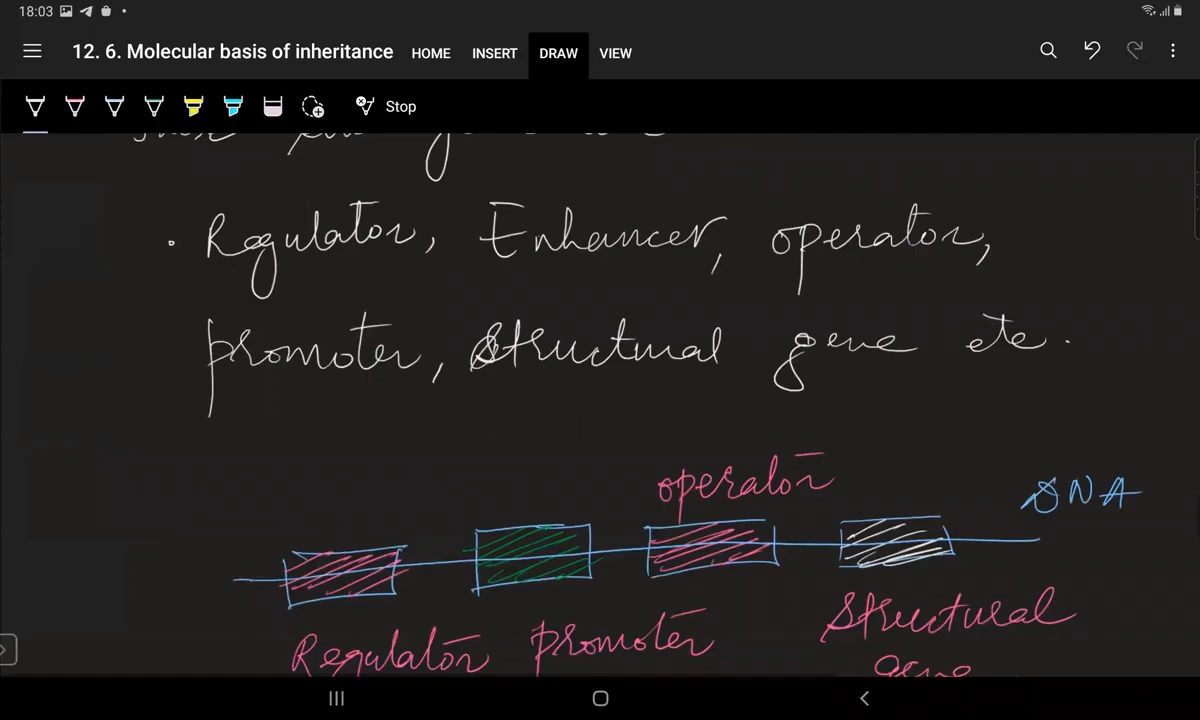 18:03
12. 6. Molecular basis of inheritance HOME INSERT DRAW VIEW
Stop
. Regulator, Enhancer, operator,
promoter, Structural gene etc.
operator
DNA
Regulator promoter Structural
gene